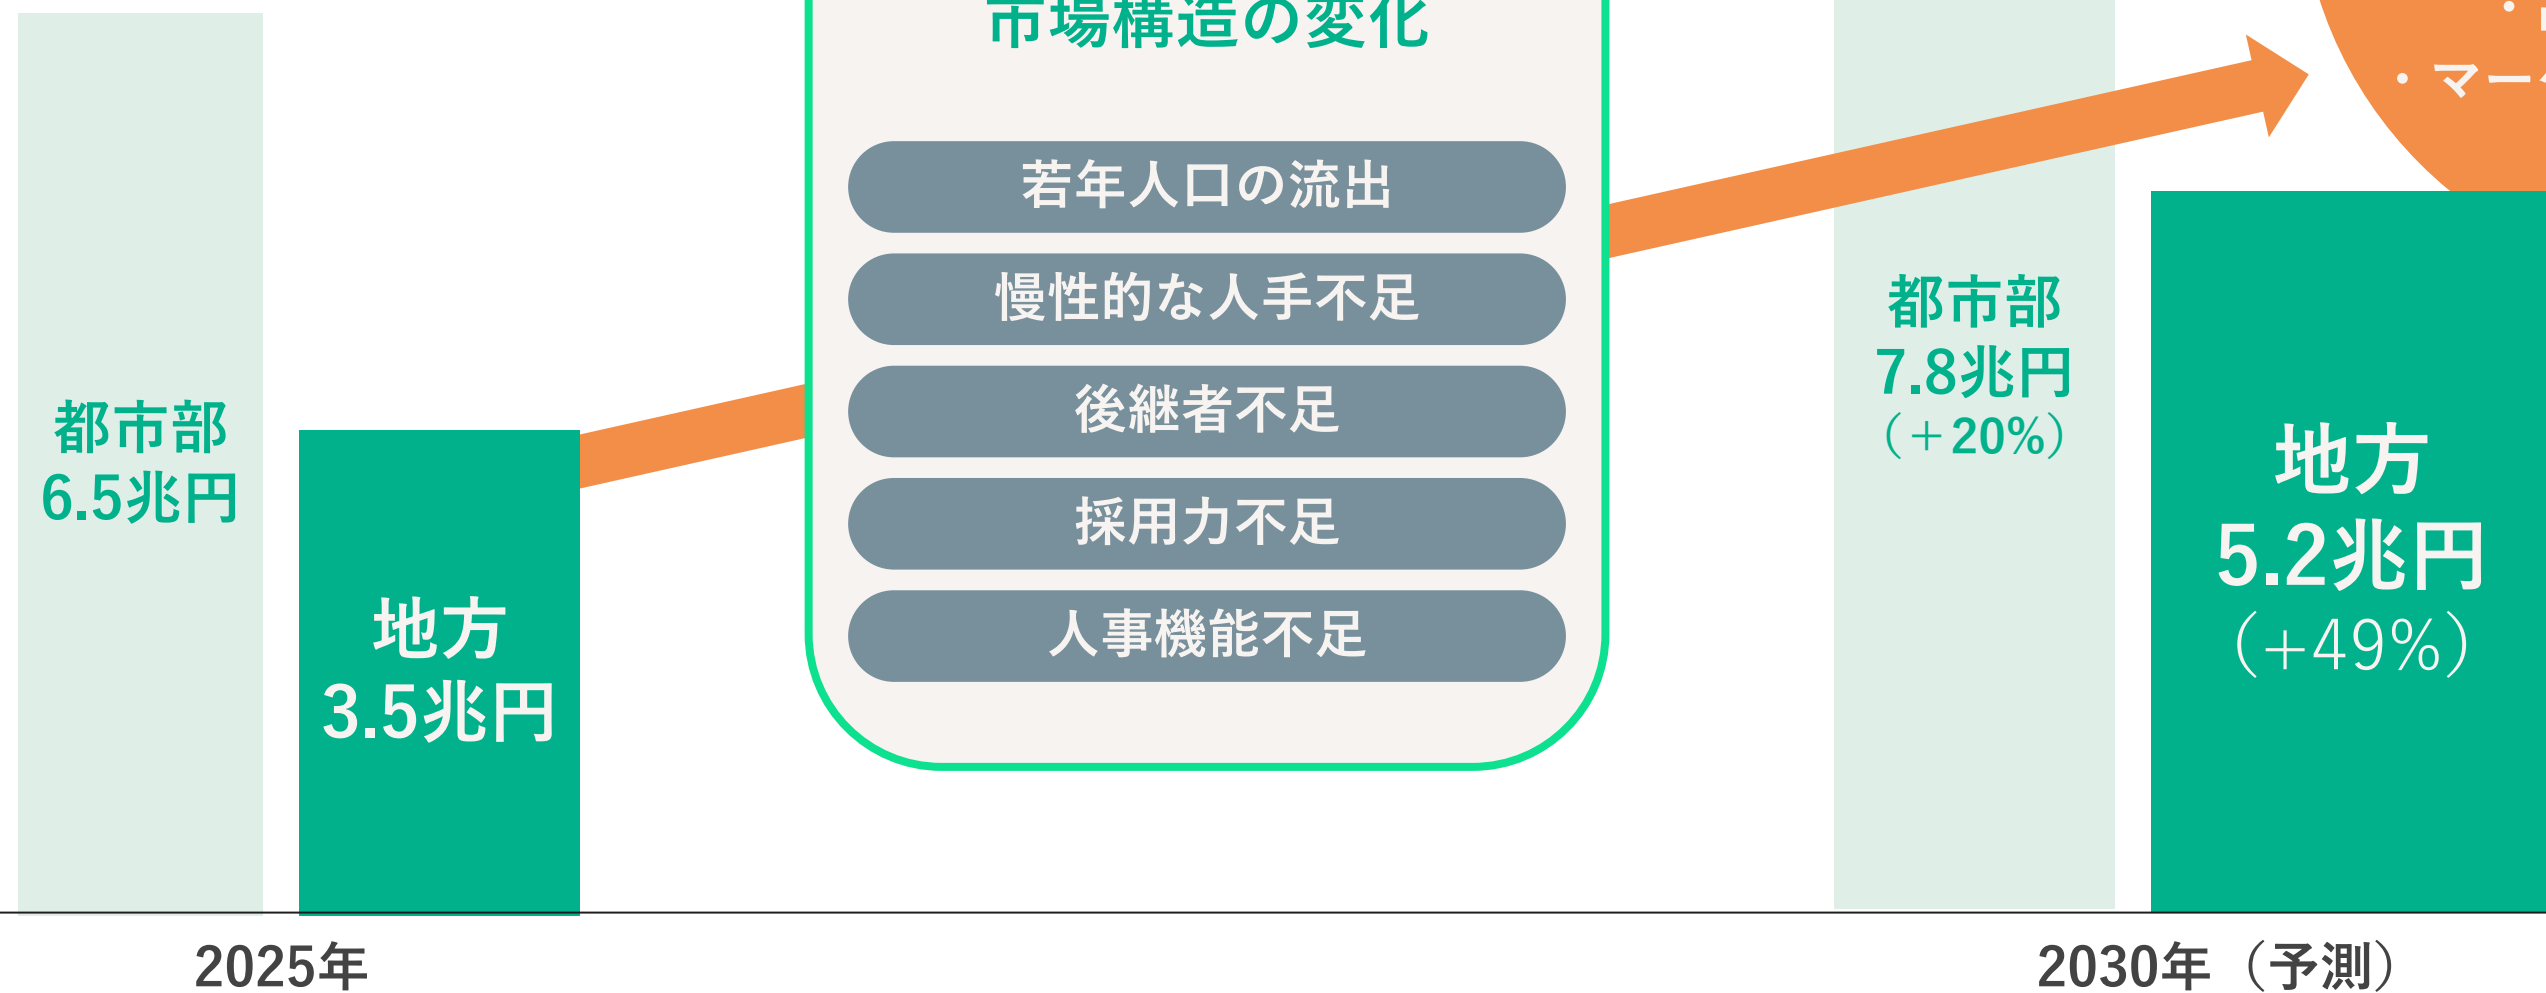 市場構造の変化
・マー
若年人口の流出
慢性的な人手不足
後継者不足
採用力不足
人事機能不足
都市部
6.5兆円
地方
3.5兆円
都市部
7.8兆円
（＋20%）
地方
5.2兆円
（+49%）
2025年
2030年（予測）